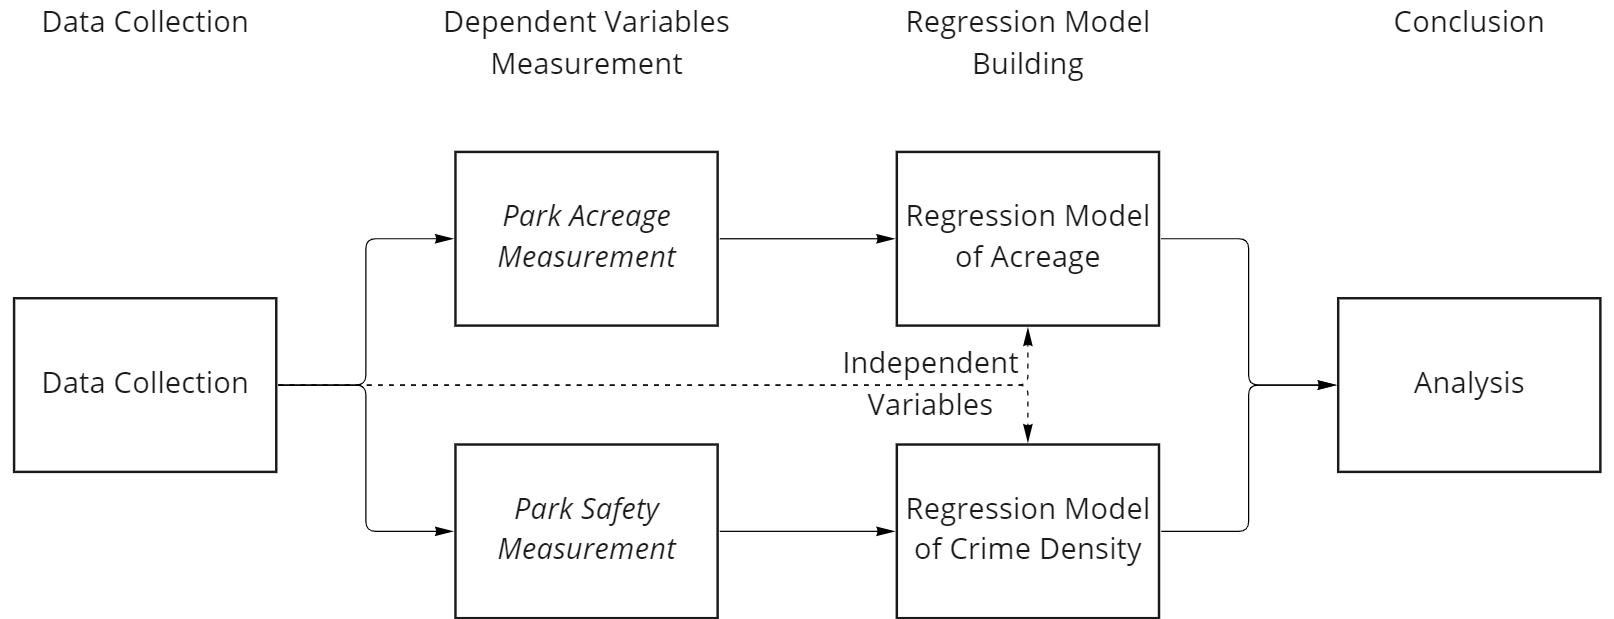 Data Collection
Dependent Variables
Measurement
Regression Model
Building
Conclusion
Data Collection
Park Acreage
Measurement
Regression Model
of Acreage
Independent
Variables
Park Safety
Measurement
Regression Model
of Crime Density
Analysis